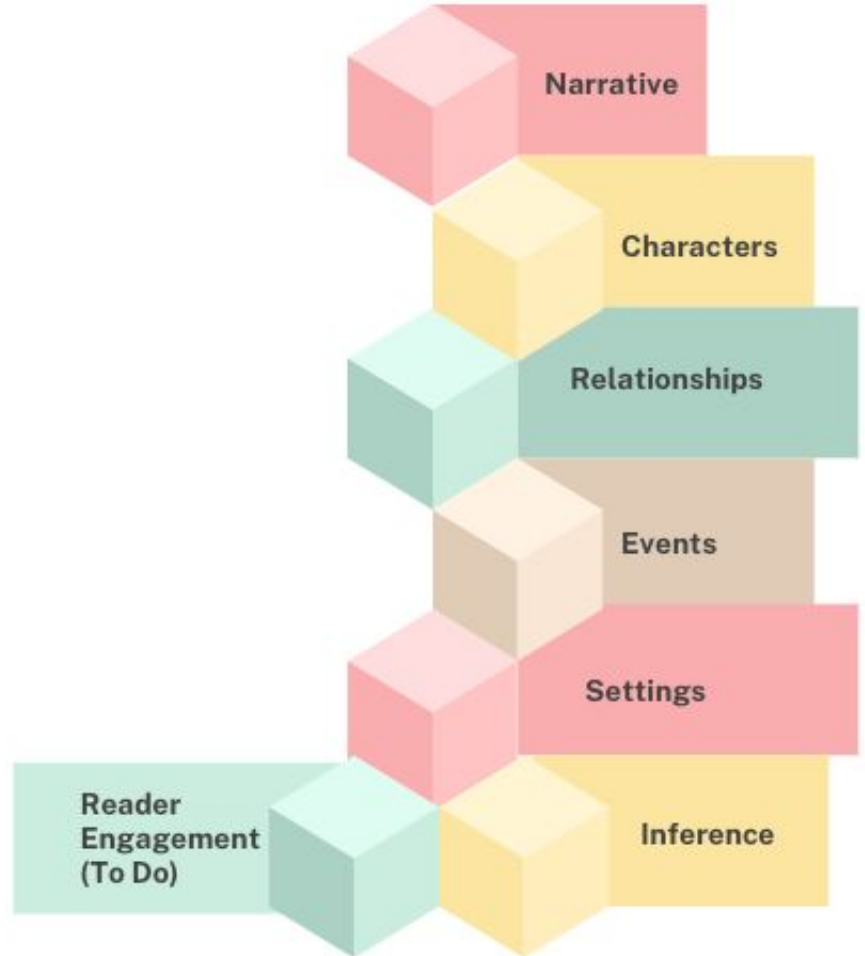 Narrative
Characters
Relationships
Events
Settings
Reader
Engagement
(To Do)
Inference